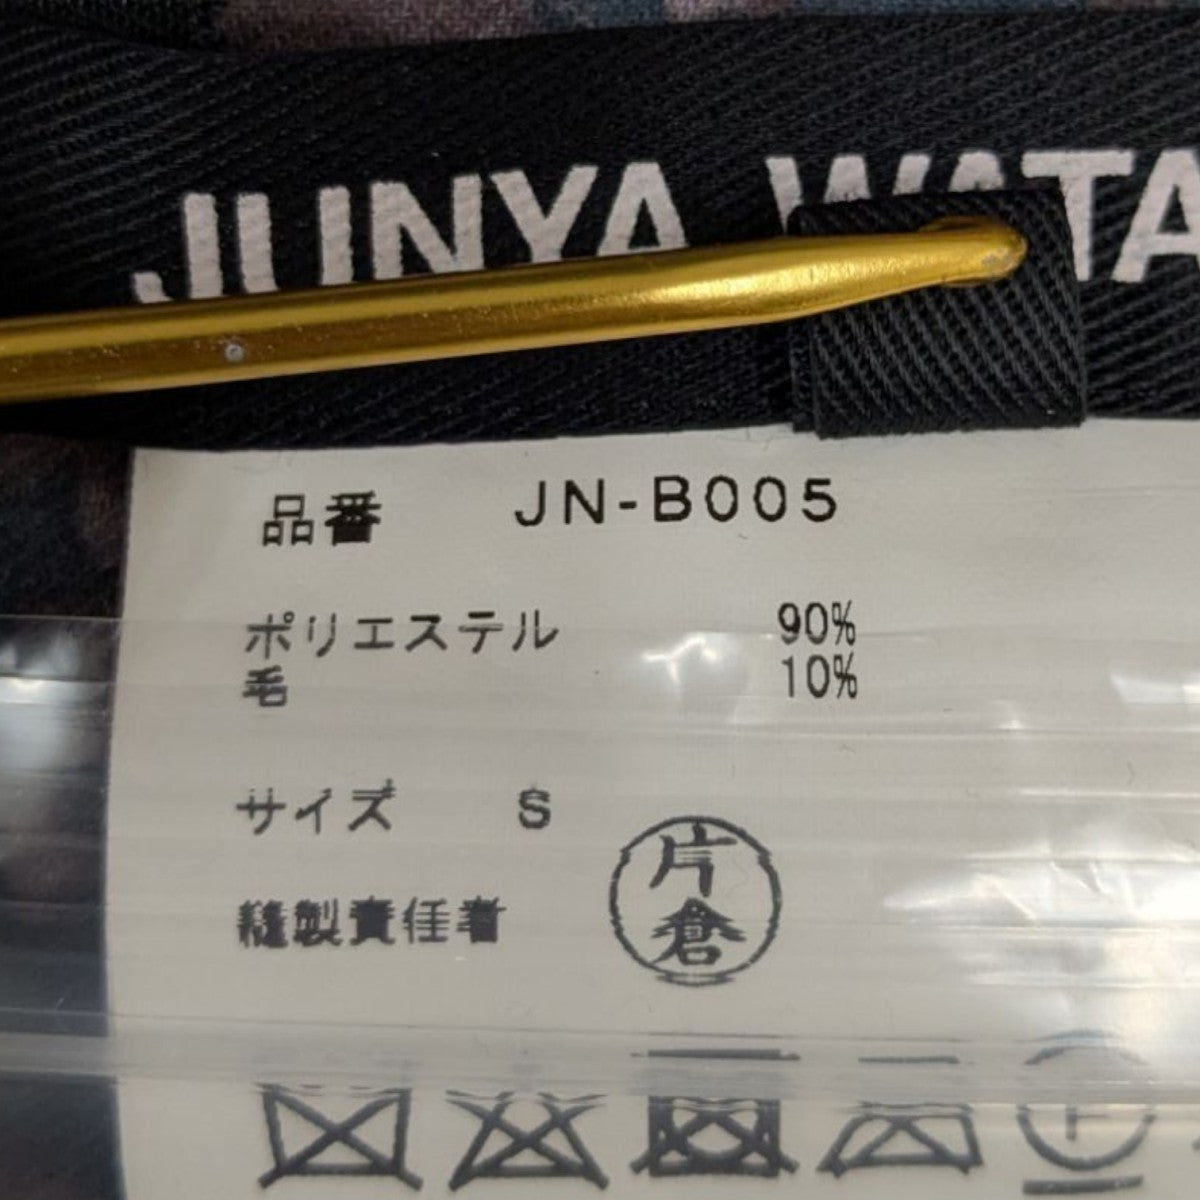 JUNYA WATA
品番 JN-B005
ポリエステル 90%
毛 10%
サイズ S
縫製責任者 片倉